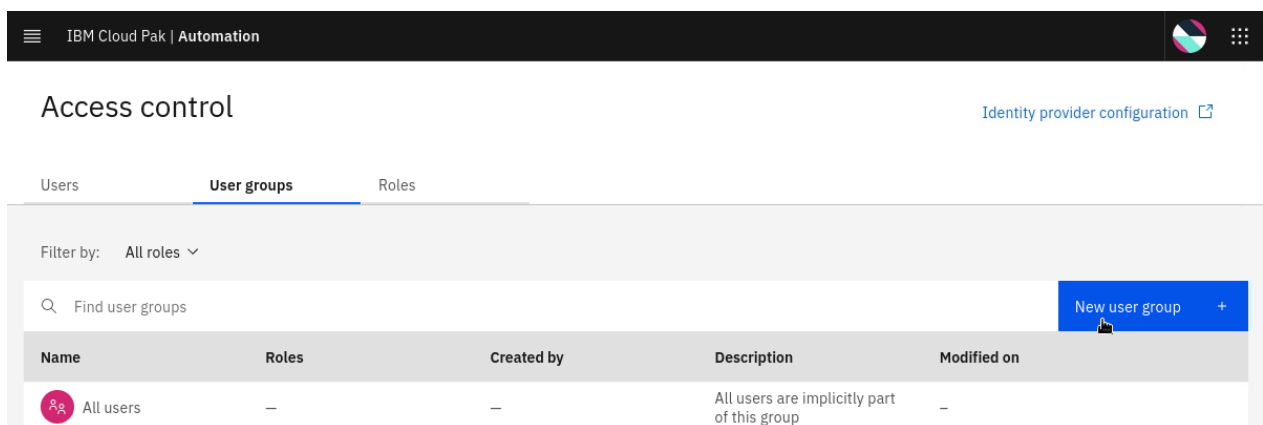 IBM Cloud Pak | Automation
Access control
Identity provider configuration
Users User groups Roles
Filter by: All roles
Find user groups
New user group +
Name Roles Created by Description Modified on
All users – – All users are implicitly part –
of this group